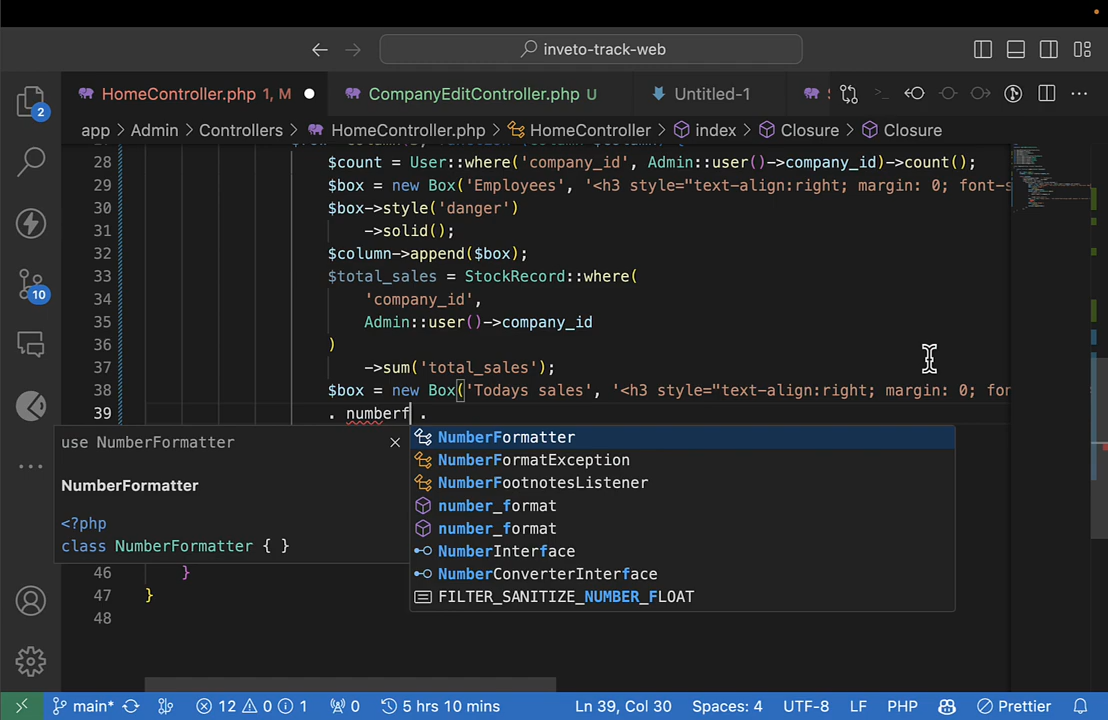 inveto-track-web
HomeController.php 1, M
CompanyEditController.php U
Untitled-1
app > Admin > Controllers > HomeController.php > HomeController > index > Closure > Closure
28 $count = User::where('company_id', Admin::user()->company_id)->count();
29 $box = new Box('Employees', '<h3 style="text-align:right; margin: 0; font-s
30 $box->style('danger')
31 ->solid();
32 $column->append($box);
33 $total_sales = StockRecord::where(
34 'company_id',
35 Admin::user()->company_id
36 )
37 ->sum('total_sales');
38 $box = new Box('Todays sales', '<h3 style="text-align:right; margin: 0; fon
39 . numberf .
use NumberFormatter
NumberFormatter
<?php
class NumberFormatter { }
NumberFormatter
NumberFormatException
NumberFootnotesListener
number_format
number_format
NumberInterface
NumberConverterInterface
FILTER_SANITIZE_NUMBER_FLOAT
46 }
47 }
48
2
10
main* 12 0 1 0 5 hrs 10 mins Ln 39, Col 30 Spaces: 4 UTF-8 LF PHP Prettier